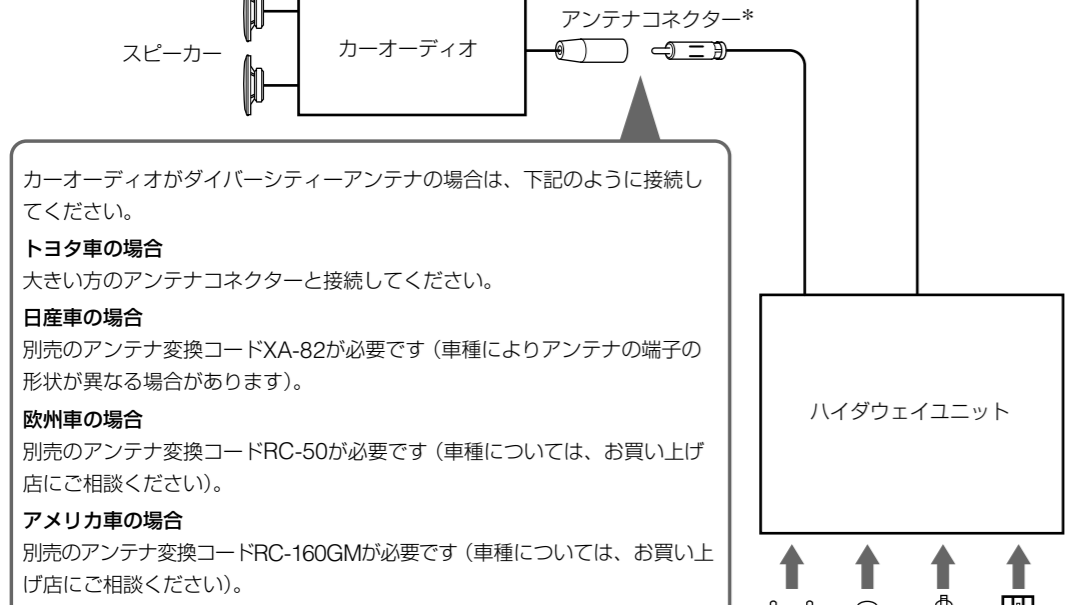 アンテナコネクター*
スピーカー
カーオーディオ
カーオーディオがダイバーシティーアンテナの場合は、下記のように接続し
てください。
トヨタ車の場合
大きい方のアンテナコネクターと接続してください。
日産車の場合
別売のアンテナ変換コードXA-82が必要です（車種によりアンテナの端子の
形状が異なる場合があります）。
欧州車の場合
別売のアンテナ変換コードRC-50が必要です（車種については、お買い上げ
店にご相談ください）。
アメリカ車の場合
別売のアンテナ変換コードRC-160GMが必要です（車種については、お買い上
げ店にご相談ください）。
ハイダウェイユニット